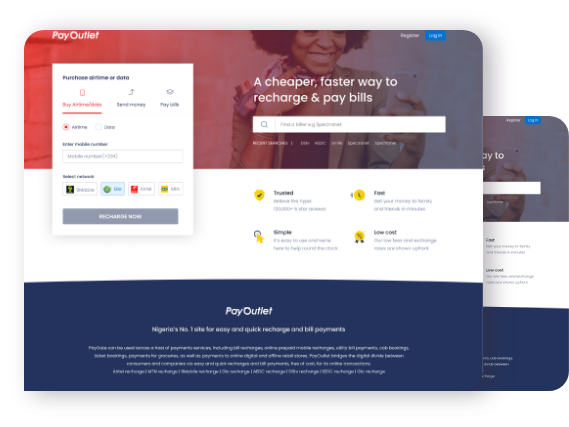 PayOutlet
Register
Log In
Purchase airtime or data
Buy Airtime/data
Send money
Pay bills
Airtime
Data
Enter mobile number
Mobile number(+234)
Select network
9Mobile
Glo
Airtel
Mtn
RECHARGE NOW
A cheaper, faster way to
recharge & pay bills
Find a biller e.g Spectranet
RECENT SEARCHES
Dstv
AEDC
Smile
Spectranet
Spectranet
Trusted
Believe the hype!
120,000+ 5 star reviews
Fast
Get your money to family
and friends in minutes
Simple
It's easy to use and we're
here to help round the clock
Low cost
Our low fees and exchange
rates are shown upfront
PayOutlet
Nigeria's No. 1 site for easy and quick recharge and bill payments
PayOutlet can be used across a host of payments services, including bill recharges, online prepaid mobile recharges, utility bill payments, cab bookings,
ticket bookings, payments for groceries, as well as payments to online digital and offline retail stores. PayOutlet bridges the digital divide between
consumers and companies via easy and quick recharges and bill payments, free of cost, for its online transactions.
Airtel recharge | MTN recharge | 9Mobile recharge | Glo recharge | AEDC recharge | DStv recharge | EEDC recharge | Glo recharge
Register
Log In
ay to
Spectranet
Fast
Get your money to family
and friends in minutes
Low cost
Our low fees and exchange
rates are shown upfront
cab bookings,
between
recharge